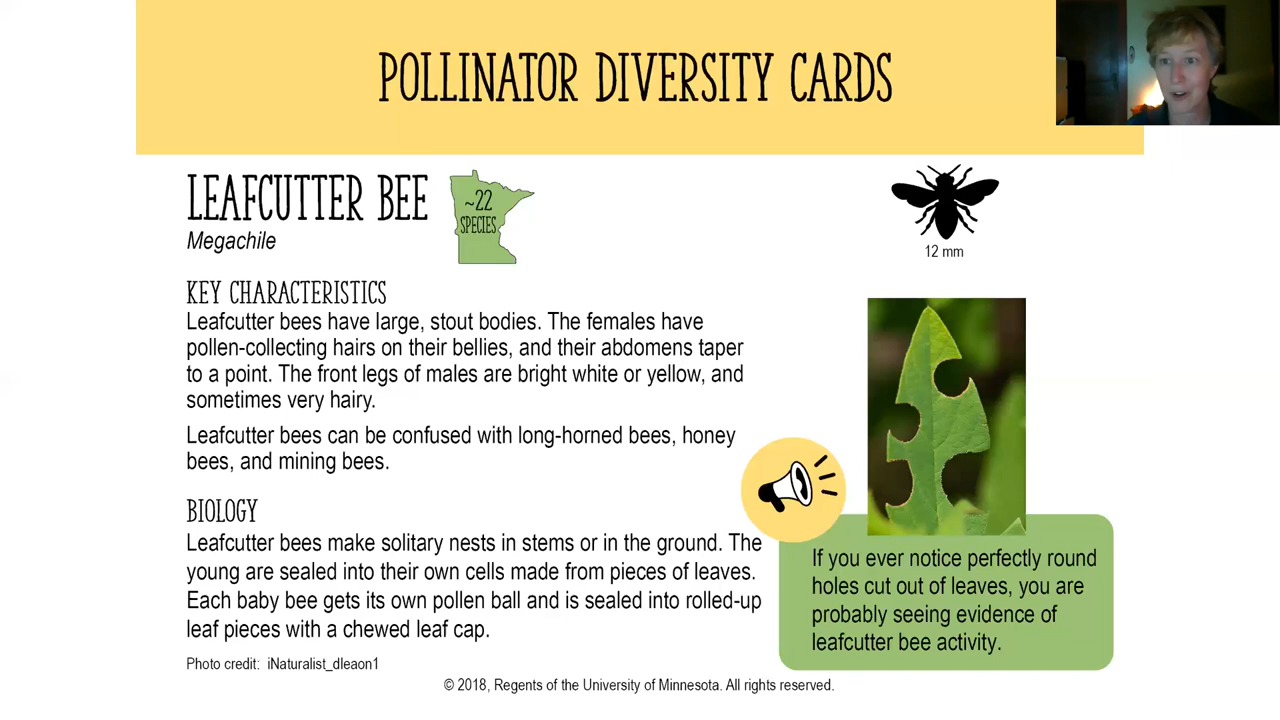 POLLINATOR DIVERSITY CARDS
LEAFCUTTER BEE
Megachile
~22
SPECIES
12 mm
KEY CHARACTERISTICS
Leafcutter bees have large, stout bodies. The females have
pollen-collecting hairs on their bellies, and their abdomens taper
to a point. The front legs of males are bright white or yellow, and
sometimes very hairy.
Leafcutter bees can be confused with long-horned bees, honey
bees, and mining bees.
BIOLOGY
Leafcutter bees make solitary nests in stems or in the ground. The
young are sealed into their own cells made from pieces of leaves.
Each baby bee gets its own pollen ball and is sealed into rolled-up
leaf pieces with a chewed leaf cap.
If you ever notice perfectly round
holes cut out of leaves, you are
probably seeing evidence of
leafcutter bee activity.
Photo credit: iNaturalist_dleaon1
© 2018, Regents of the University of Minnesota. All rights reserved.